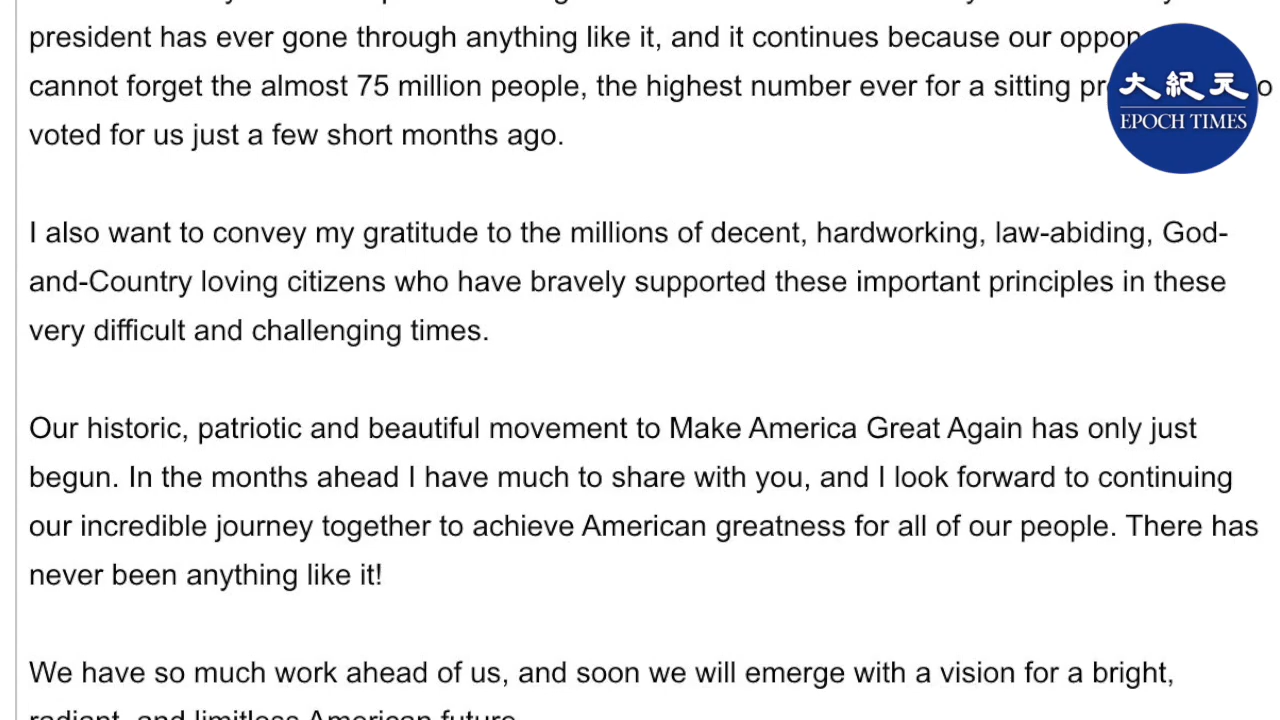 president has ever gone through anything like it, and it continues because our
cannot forget the almost 75 million people, the highest number ever for a sitting
voted for us just a few short months ago.
大紀元
EPOCH TIMES
I also want to convey my gratitude to the millions of decent, hardworking, law-abiding, God-
and-Country loving citizens who have bravely supported these important principles in these
very difficult and challenging times.
Our historic, patriotic and beautiful movement to Make America Great Again has only just
begun. In the months ahead I have much to share with you, and I look forward to continuing
our incredible journey together to achieve American greatness for all of our people. There has
never been anything like it!
We have so much work ahead of us, and soon we will emerge with a vision for a bright,
radiant, and limitless American future.